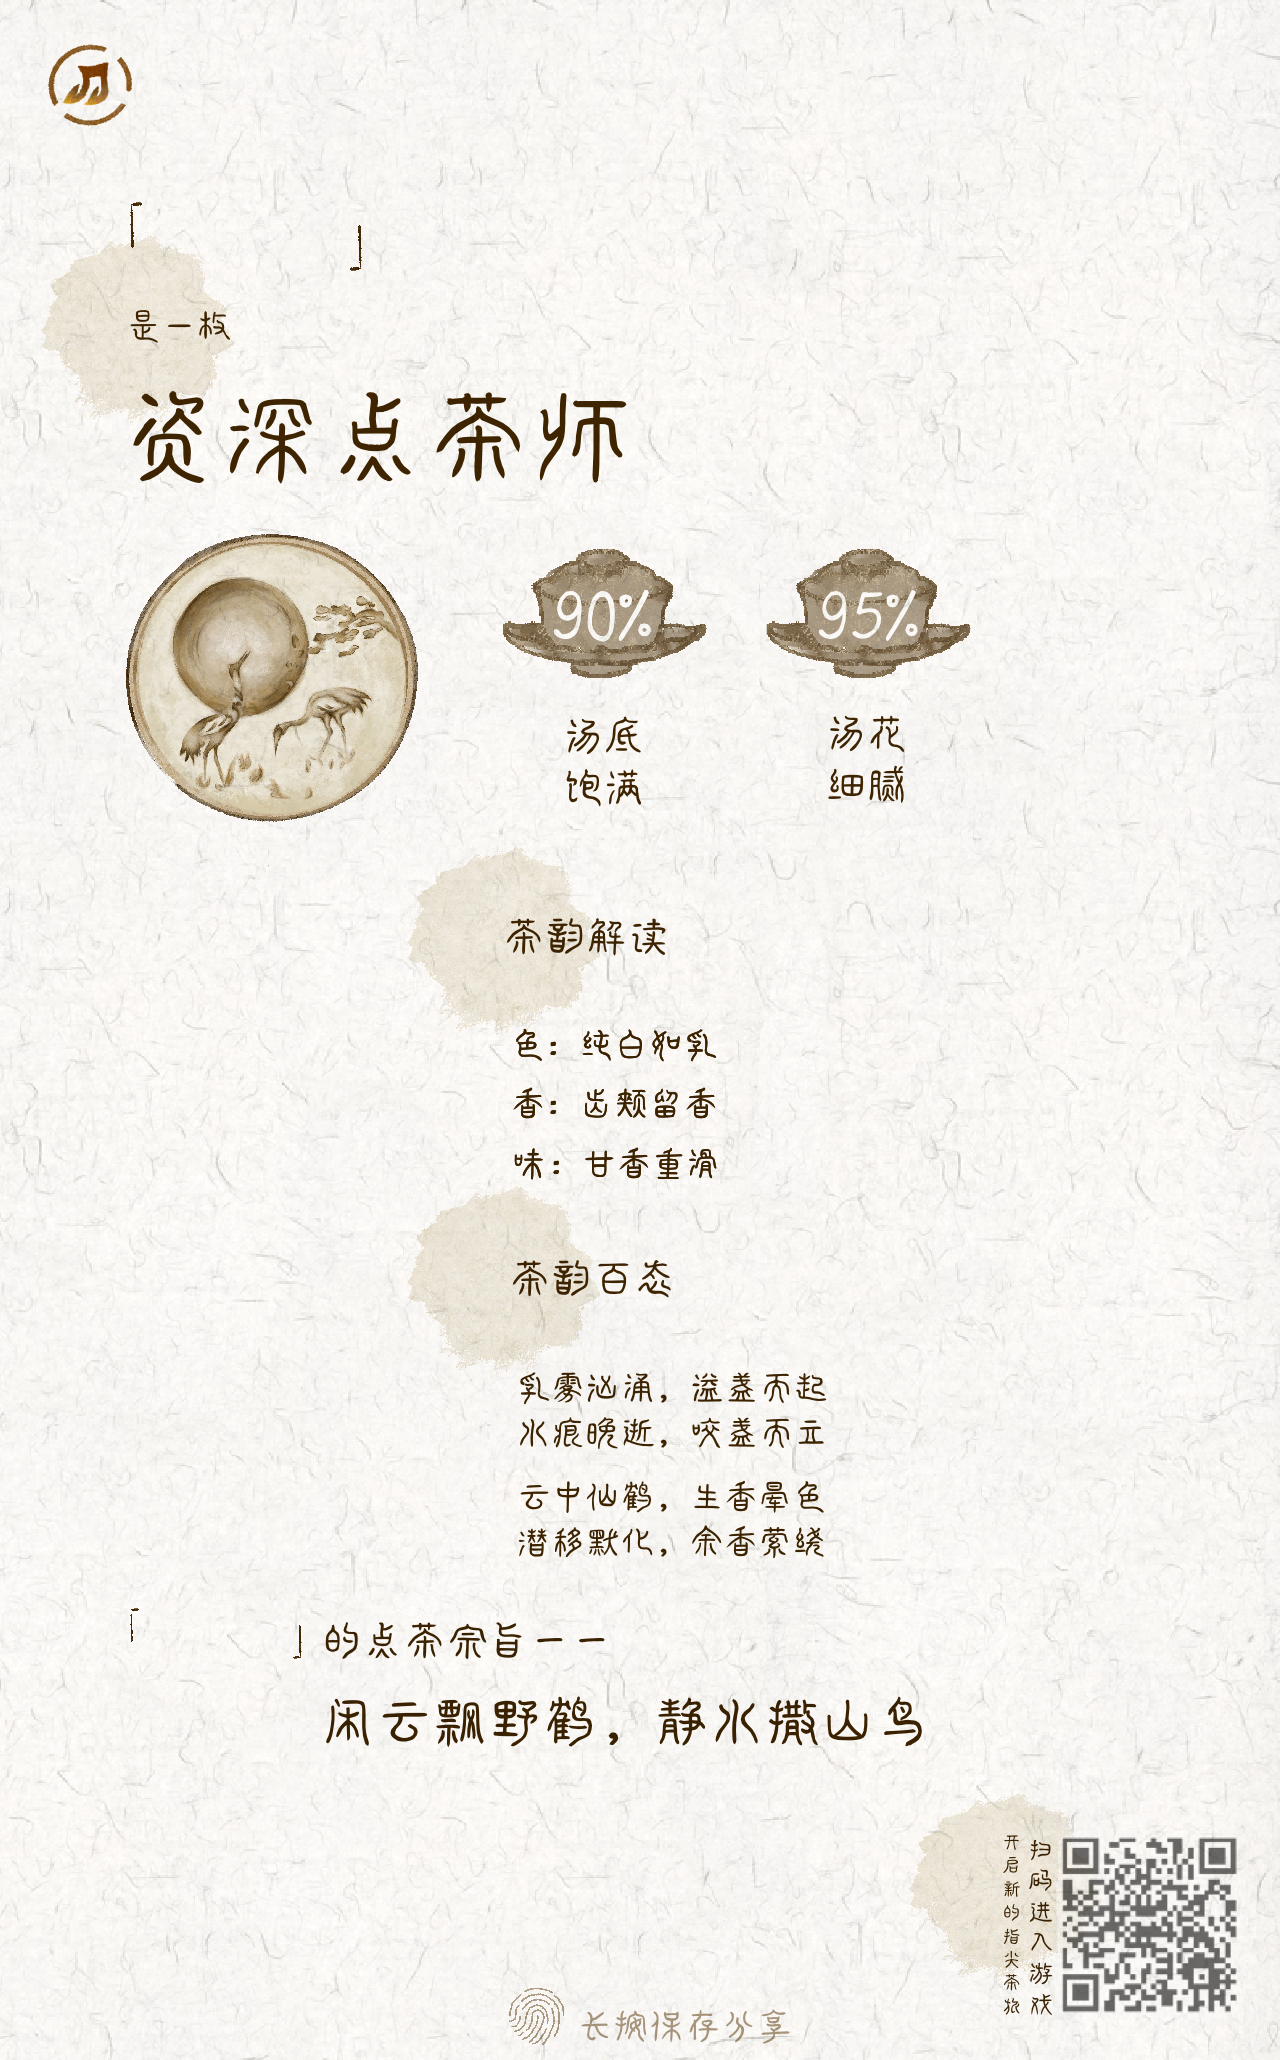 「 」
是一枚
资深点茶师
90%
95%
汤底
饱满
汤花
细腻
茶韵解读
色：纯白如乳
香：齿颊留香
味：甘香重滑
茶韵百态
乳雾汹涌，溢盏而起
水痕晚逝，咬盏而立
云中仙鹤，生香晕色
潜移默化，余香萦绕
「 」的点茶宗旨——
闲云飘野鹤，静水撒山鸟
扫码进入游戏
开启新的指尖茶旅
长按保存分享